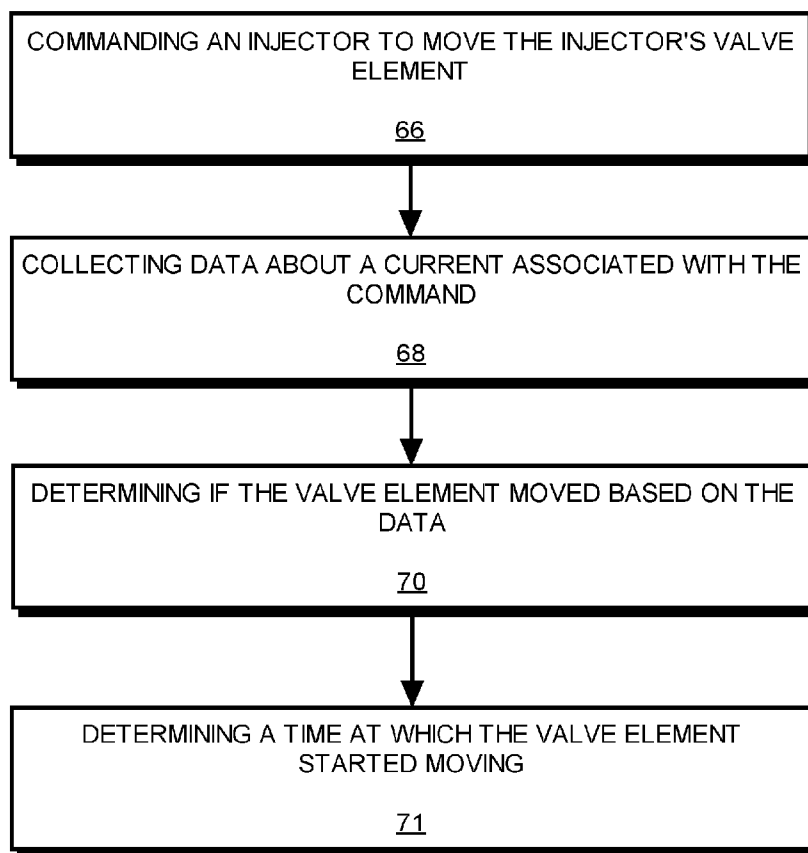 COMMANDING AN INJECTOR TO MOVE THE INJECTOR'S VALVE
ELEMENT
66
COLLECTING DATA ABOUT A CURRENT ASSOCIATED WITH THE
COMMAND
68
DETERMINING IF THE VALVE ELEMENT MOVED BASED ON THE
DATA
70
DETERMINING A TIME AT WHICH THE VALVE ELEMENT
STARTED MOVING
71